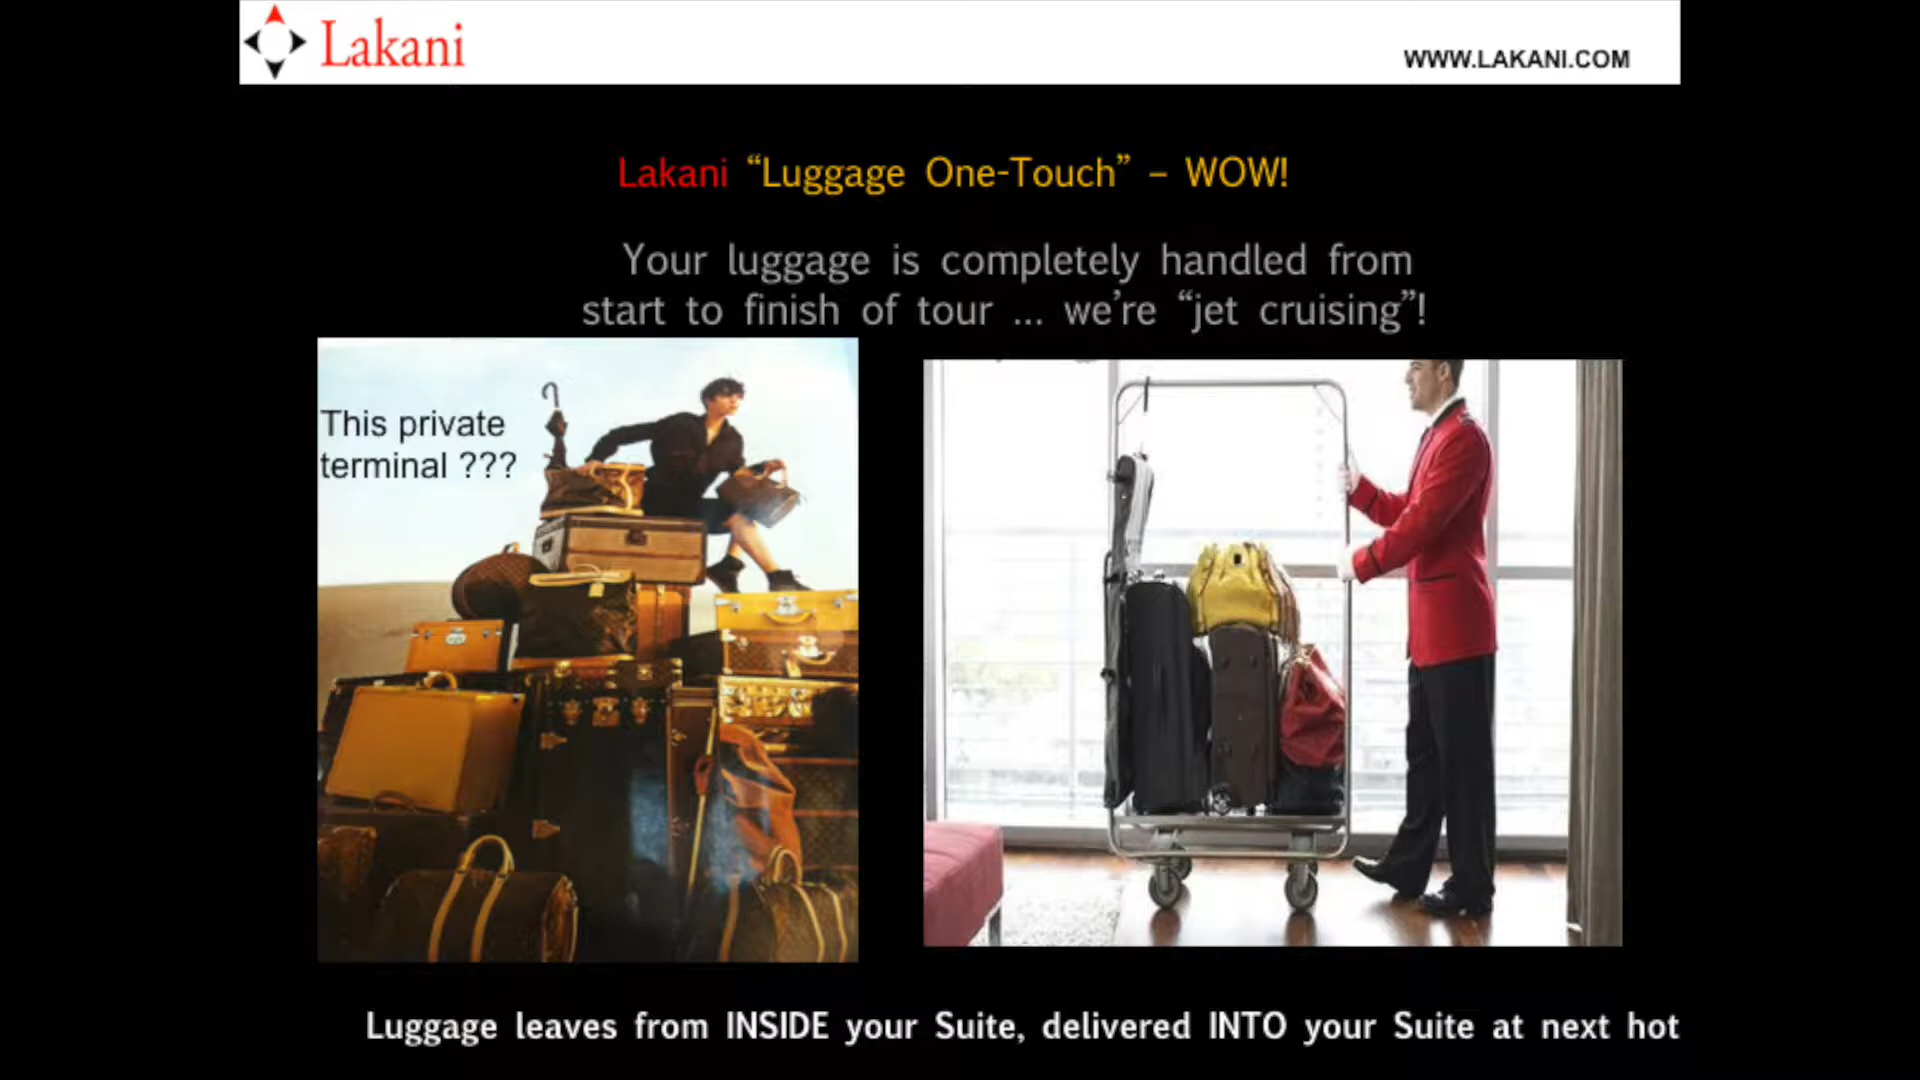 Lakani
WWW.LAKANI.COM
Lakani “Luggage One-Touch” – WOW!
Your luggage is completely handled from
start to finish of tour ... we’re “jet cruising”!
This private
terminal ???
Luggage leaves from INSIDE your Suite, delivered INTO your Suite at next hot